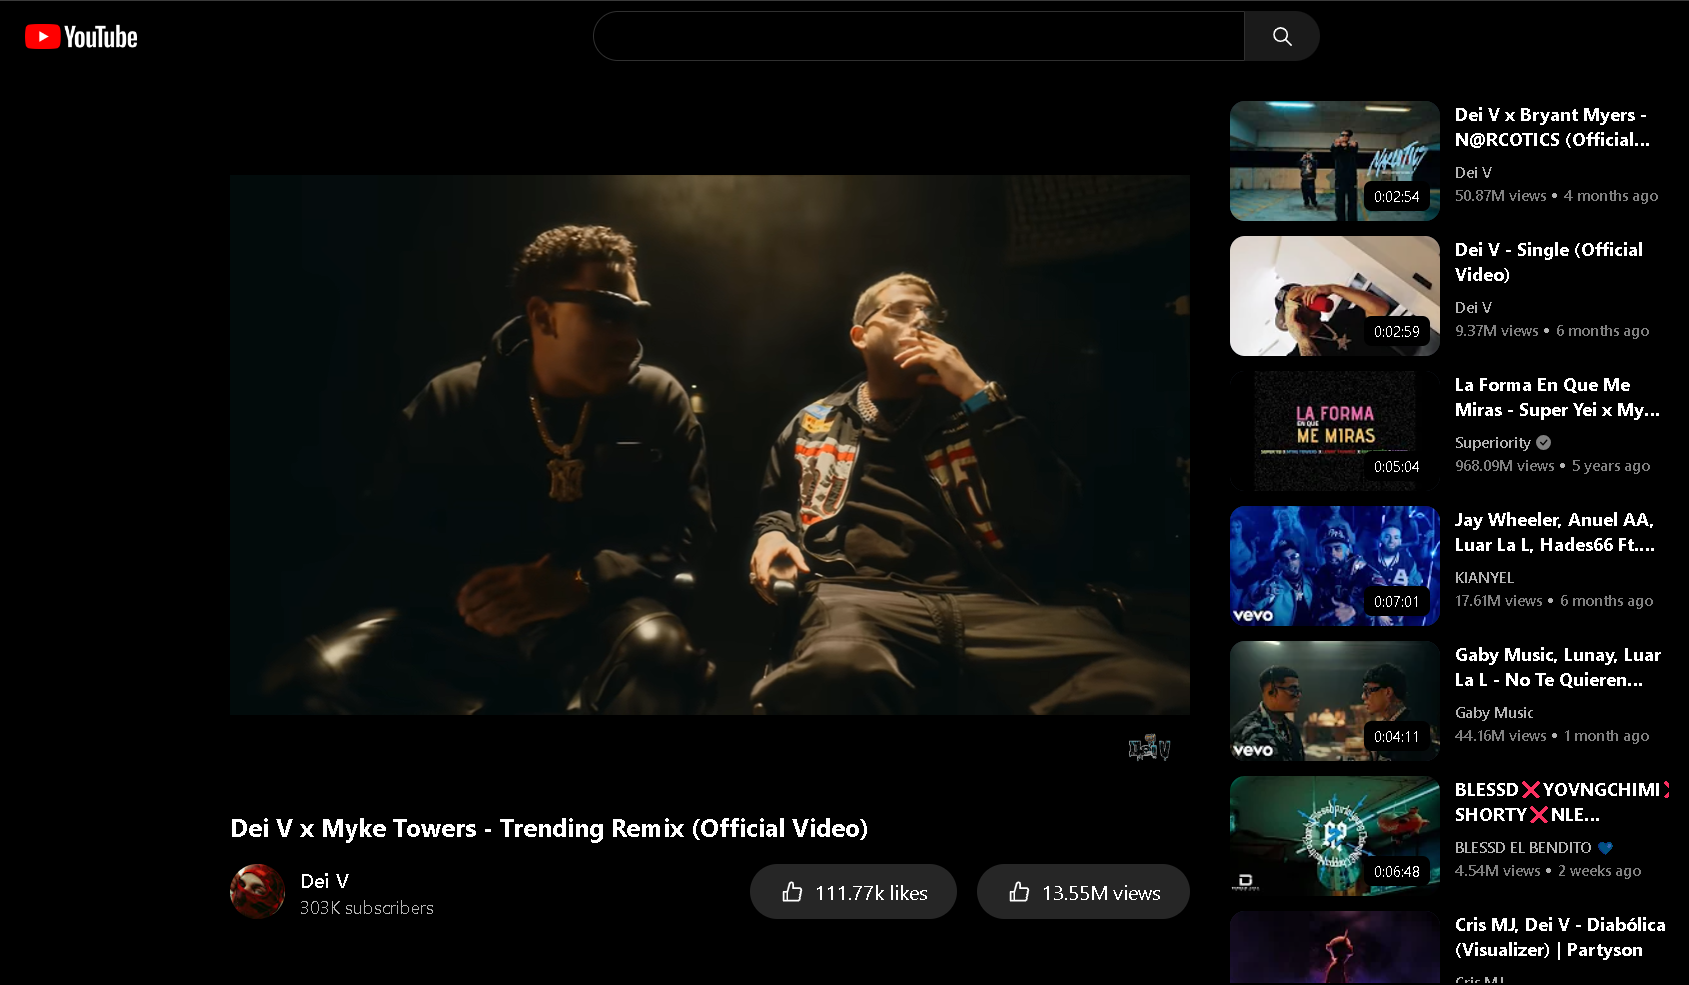 YouTube
Dei V
Dei V x Myke Towers - Trending Remix (Official Video)
Dei V
303K subscribers
111.77k likes
13.55M views
0:02:54
Dei V x Bryant Myers -
N@RCOTICS (Official...
Dei V
50.87M views • 4 months ago
0:02:59
Dei V - Single (Official
Video)
Dei V
9.37M views • 6 months ago
LA FORMA
EN QUE
ME MIRAS
0:05:04
La Forma En Que Me
Miras - Super Yei x My...
Superiority
968.09M views • 5 years ago
vevo
0:07:01
Jay Wheeler, Anuel AA,
Luar La L, Hades66 Ft....
KIANYEL
17.61M views • 6 months ago
vevo
0:04:11
Gaby Music, Lunay, Luar
La L - No Te Quieren...
Gaby Music
44.16M views • 1 month ago
0:06:48
BLESSD❌YOVNGCHIMI❌
SHORTY❌NLE...
BLESSD EL BENDITO 💙
4.54M views • 2 weeks ago
Cris MJ, Dei V - Diabólica
(Visualizer) | Partyson
Cris MJ